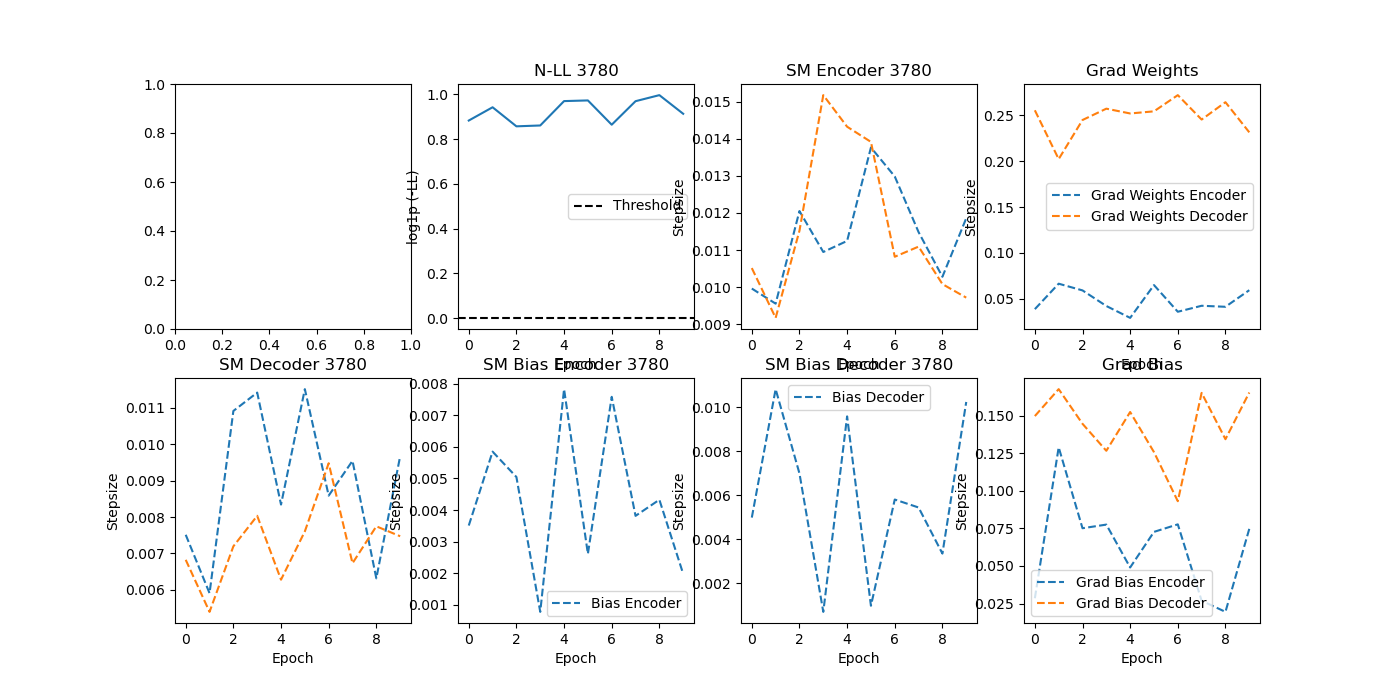 N-LL 3780
SM Encoder 3780
Grad Weights
1.0
0.8
0.6
0.4
0.2
0.0
0.0 0.2 0.4 0.6 0.8 1.0
log1p (-LL)
1.0
0.8
0.6
0.4
0.2
0.0
Threshold
0 2 4 6 8
Epoch
Stepsize
0.015
0.014
0.013
0.012
0.011
0.010
0.009
0 2 4 6 8
Epoch
Stepsize
0.25
0.20
0.15
0.05
Grad Weights Encoder
Grad Weights Decoder
0 2 4 6 8
Epoch
SM Decoder 3780
SM Bias Encoder 3780
SM Bias Decoder 3780
Grad Bias
Stepsize
0.011
0.010
0.009
0.008
0.007
0.006
0 2 4 6 8
Epoch
Stepsize
0.008
0.007
0.006
0.005
0.004
0.003
0.002
0.001
Bias Encoder
0 2 4 6 8
Epoch
Stepsize
0.010
0.008
0.006
0.004
0.002
Bias Decoder
0 2 4 6 8
Epoch
Stepsize
0.150
0.125
0.100
0.075
0.050
0.025
Grad Bias Encoder
Grad Bias Decoder
0 2 4 6 8
Epoch